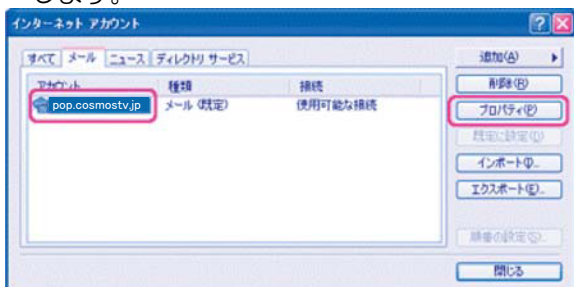 します。
インターネット アカウント
すべて メール ニュース ディレクトリ サービス
追加(A)
アカウント 種類 接続
削除(R)
pop.cosmostv.jp メール (既定) 使用可能な接続
プロパティ(P)
既定に設定(D)
インポート(I)...
エクスポート(E)...
順番の設定(S)...
閉じる